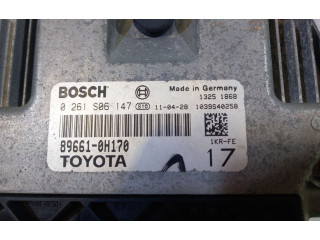 BOSCH Made in Germany
1325 1868
0 261 S06 147 010 11-04-28 1039S40258
89661-0H170 1KR-FE
TOYOTA 17